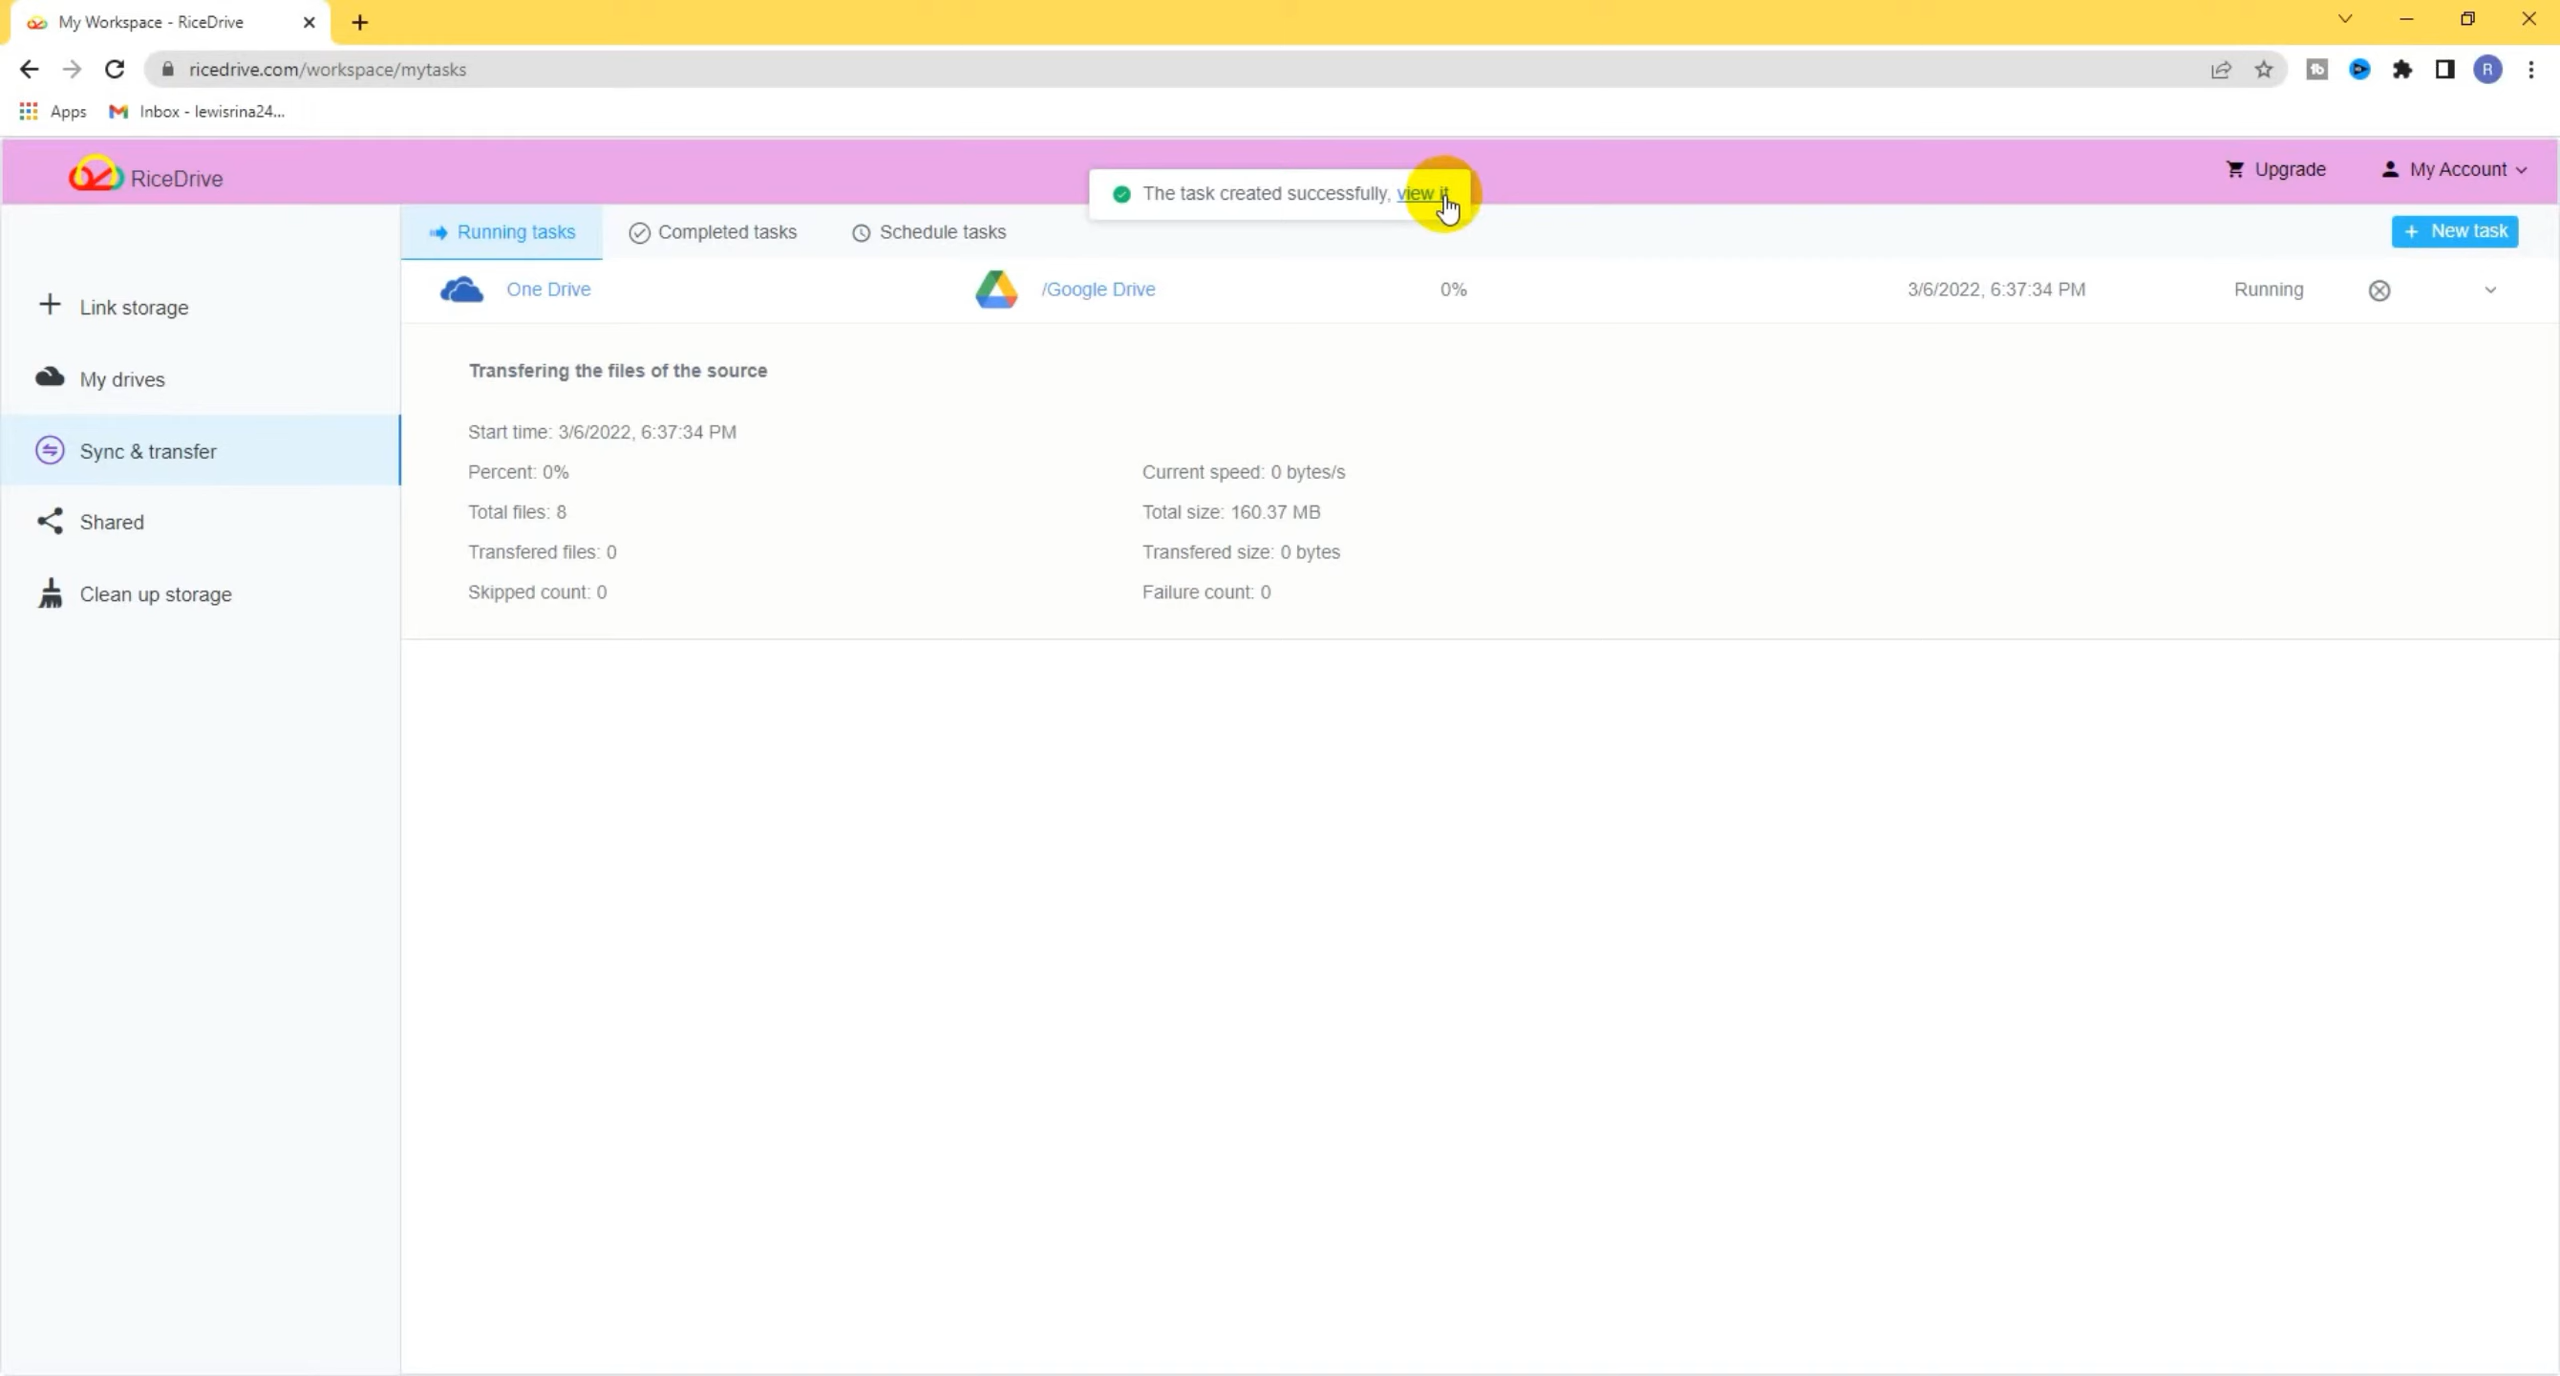 My Workspace - RiceDrive
ricedrive.com/workspace/mytasks
R
Apps
Inbox - lewisrina24...
RiceDrive
The task created successfully, view it
Upgrade
My Account
Running tasks
Completed tasks
Schedule tasks
+ New task
One Drive
/Google Drive
0%
3/6/2022, 6:37:34 PM
Running
Link storage
My drives
Sync & transfer
Shared
Clean up storage
Transfering the files of the source
Start time: 3/6/2022, 6:37:34 PM
Percent: 0%
Current speed: 0 bytes/s
Total files: 8
Total size: 160.37 MB
Transfered files: 0
Transfered size: 0 bytes
Skipped count: 0
Failure count: 0